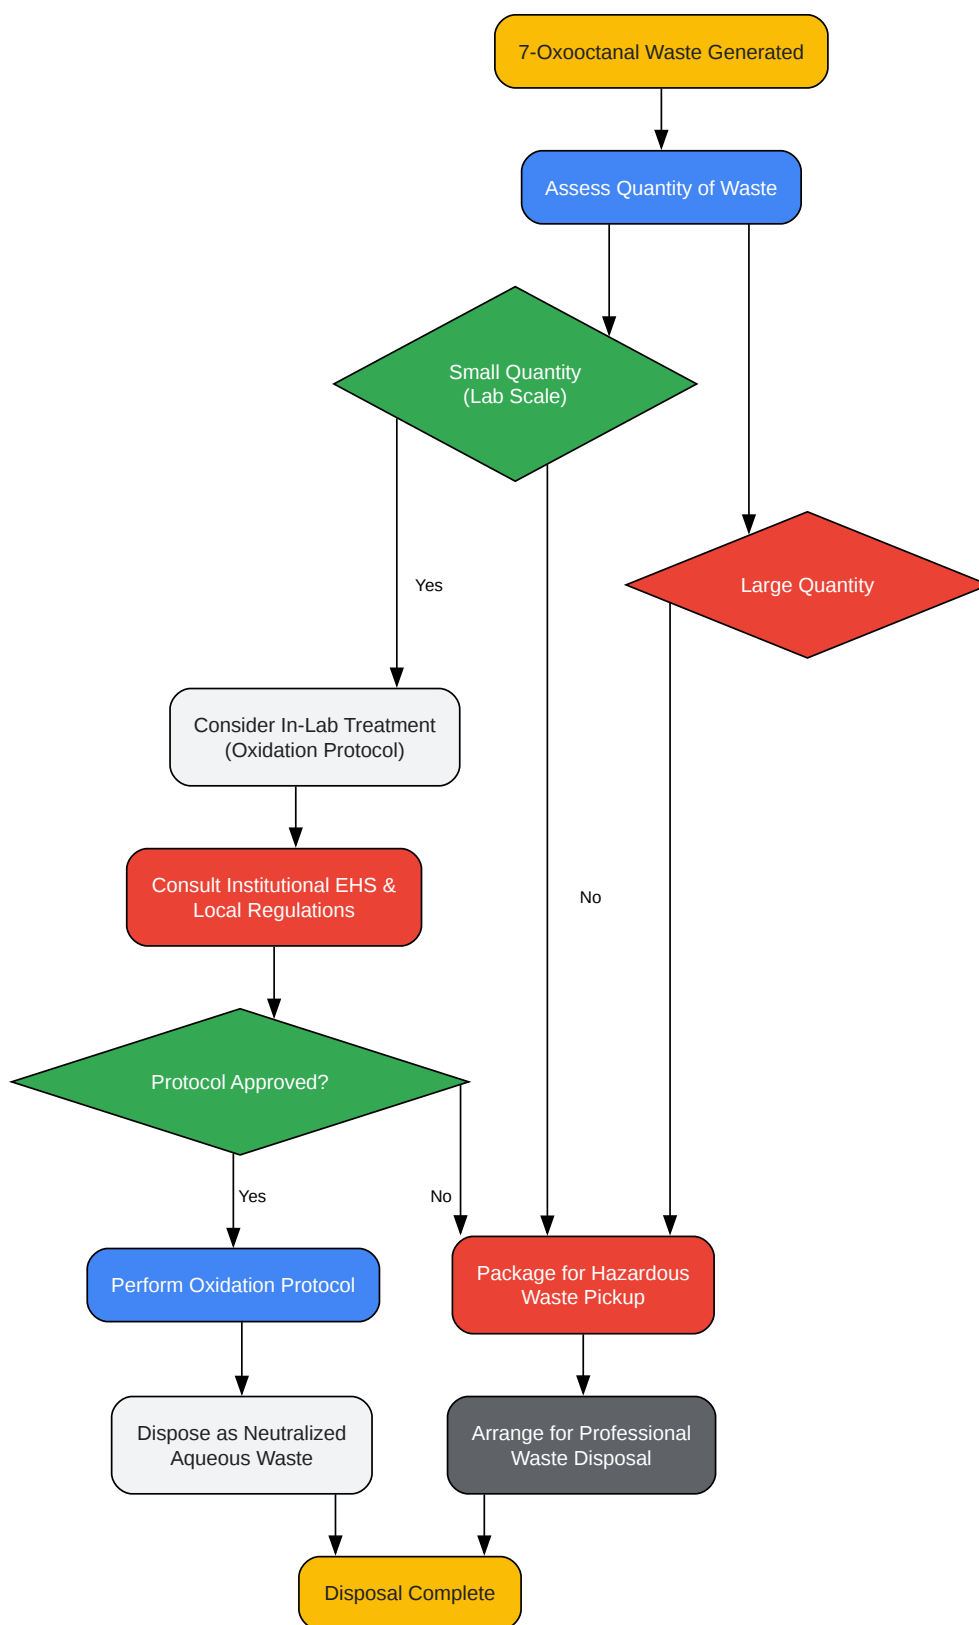 7-Oxooctanal Waste Generated
Assess Quantity of Waste
Small Quantity
(Lab Scale)
Large Quantity
Yes
Consider In-Lab Treatment
(Oxidation Protocol)
Consult Institutional EHS &
Local Regulations
No
Protocol Approved?
Yes
No
Perform Oxidation Protocol
Package for Hazardous
Waste Pickup
Dispose as Neutralized
Aqueous Waste
Arrange for Professional
Waste Disposal
Disposal Complete